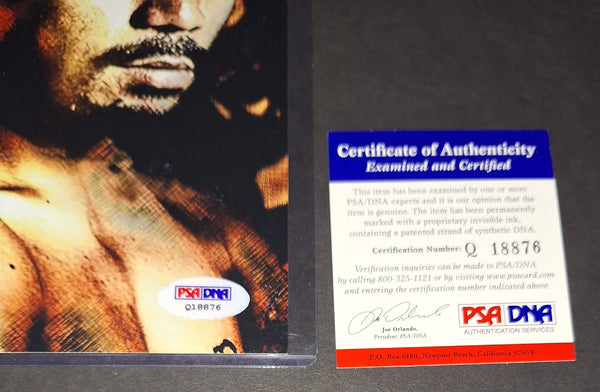 PSA DNA
Q18876
Certificate of Authenticity
Examined and Certified
This item has been examined by one or more
PSA/DNA experts and it is our opinion that the
item is genuine. The item has been permanently
marked with a proprietary invisible ink,
containing a patented strand of synthetic DNA.
Certification Number: Q 18876
Verification inquiries can be made to PSA/DNA
by calling 800-325-1121 or by visiting www.psacard.com
and entering the certification number indicated above.
Joe Orlando,
President, PSA/DNA
PSA DNA
AUTHENTICATION SERVICES
P.O. Box 6180, Newport Beach, California 92658